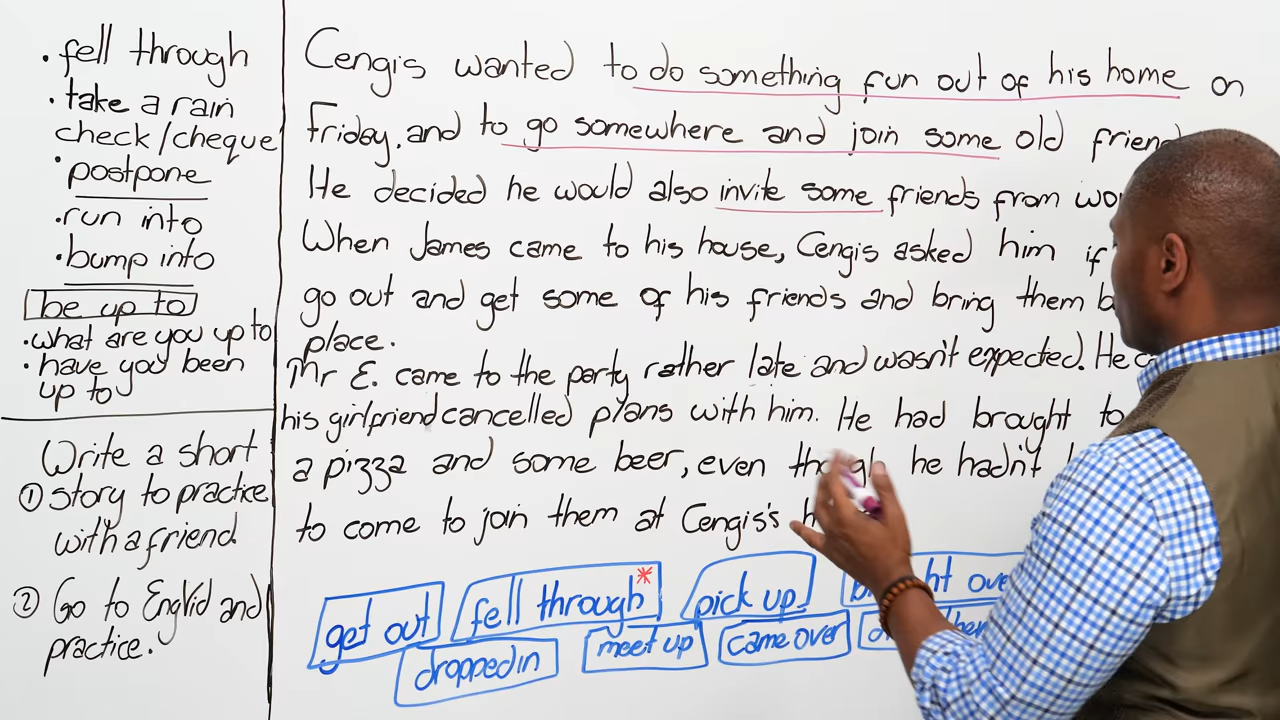 • fell through
• take a rain
check/cheque
• postpone
• run into
• bump into
be up to
• what are you up to
• have you been
up to
Write a short
① story to practice
with a friend
② Go to EngVid and
practice.
Cengis wanted to do something fun out of his home on
Friday, and to go somewhere and join some old
He decided he would also invite some friends from
When James came to his house, Cengis asked him if
go out and get some of his friends and bring them
place.
Mr E. came to the party rather late and wasn't expected. He
his girlfriend cancelled plans with him. He had brought
a pizza and some beer, even though he hadn't
to come to join them at Cengis's
get out
fell through*
pick up
dropped in
meet up
came over